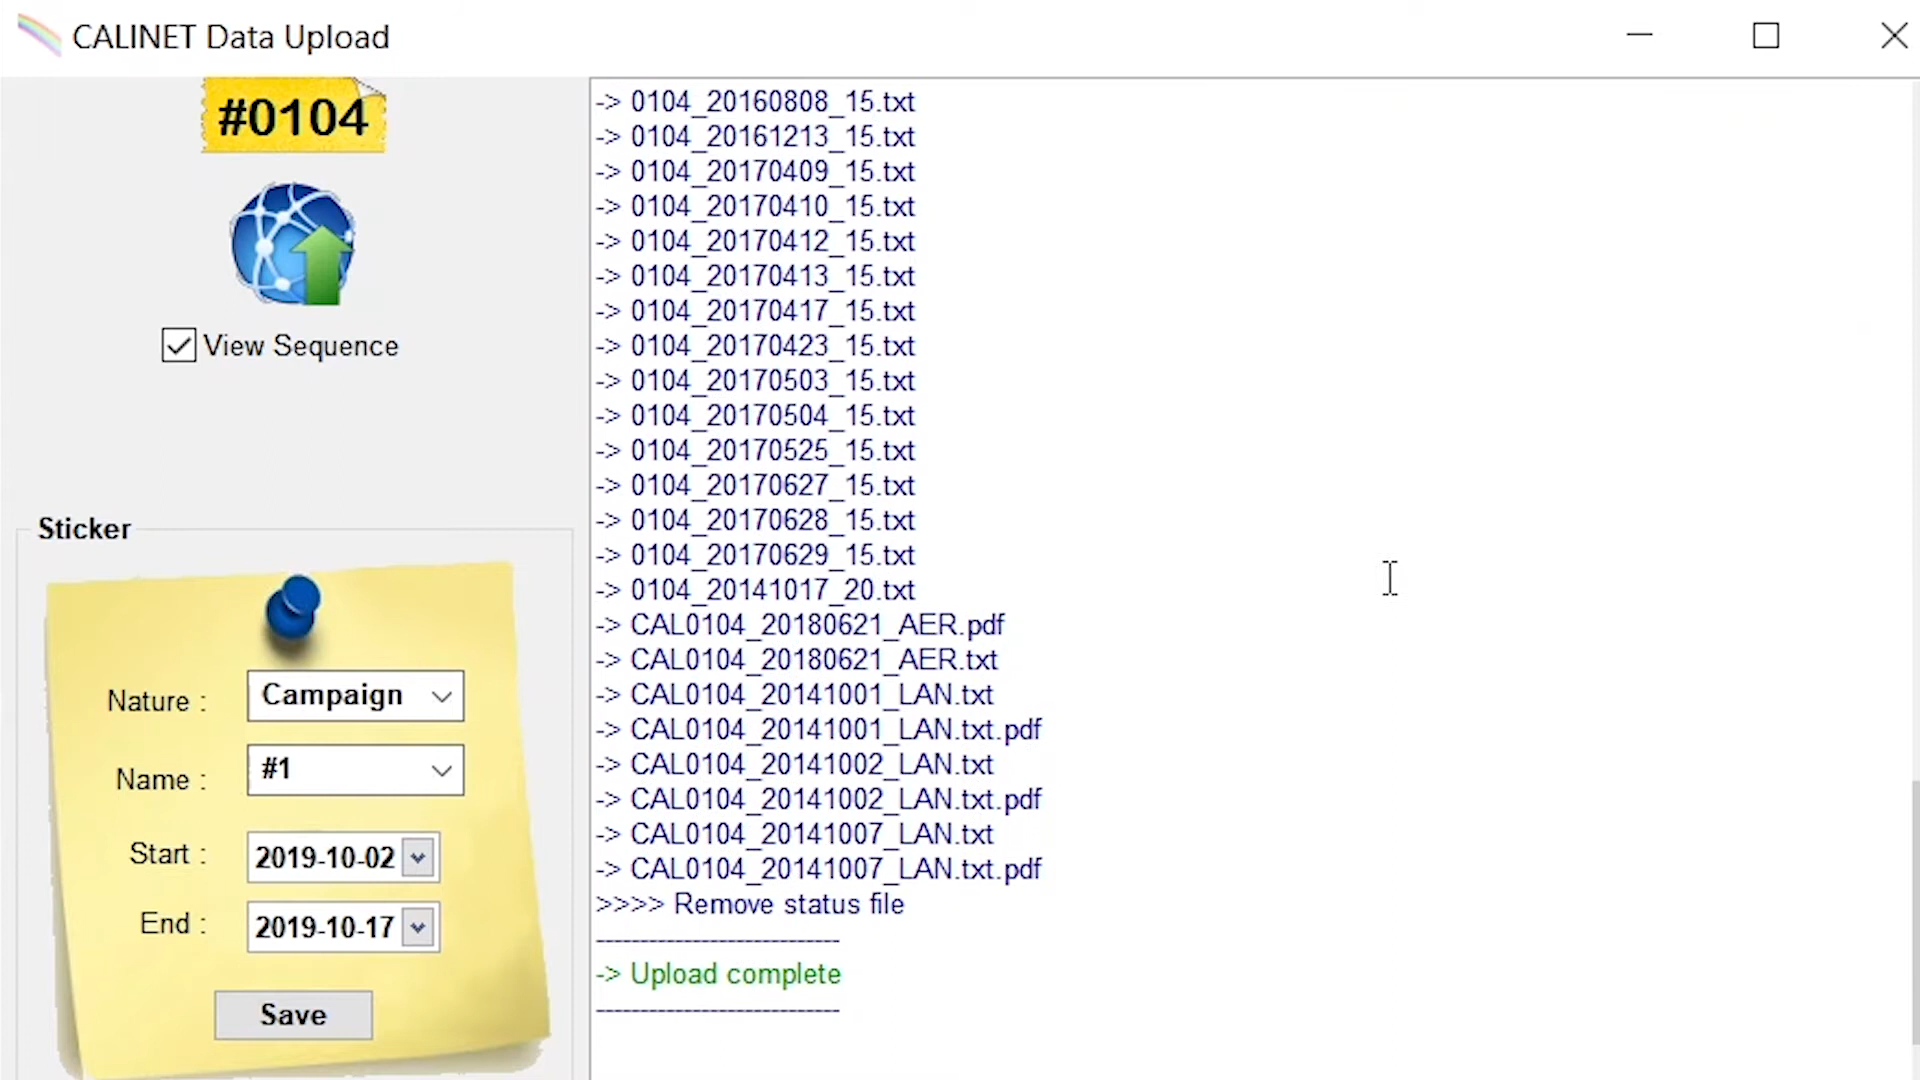 CALINET Data Upload
#0104
View Sequence
Sticker
Nature :
Campaign
Name :
#1
Start :
2019-10-02
End :
2019-10-17
Save
-> 0104_20160808_15.txt
-> 0104_20161213_15.txt
-> 0104_20170409_15.txt
-> 0104_20170410_15.txt
-> 0104_20170412_15.txt
-> 0104_20170413_15.txt
-> 0104_20170417_15.txt
-> 0104_20170423_15.txt
-> 0104_20170503_15.txt
-> 0104_20170504_15.txt
-> 0104_20170525_15.txt
-> 0104_20170627_15.txt
-> 0104_20170628_15.txt
-> 0104_20170629_15.txt
-> 0104_20141017_20.txt
-> CAL0104_20180621_AER.pdf
-> CAL0104_20180621_AER.txt
-> CAL0104_20141001_LAN.txt
-> CAL0104_20141001_LAN.txt.pdf
-> CAL0104_20141002_LAN.txt
-> CAL0104_20141002_LAN.txt.pdf
-> CAL0104_20141007_LAN.txt
-> CAL0104_20141007_LAN.txt.pdf
>>>> Remove status file
---------------------------
-> Upload complete
---------------------------